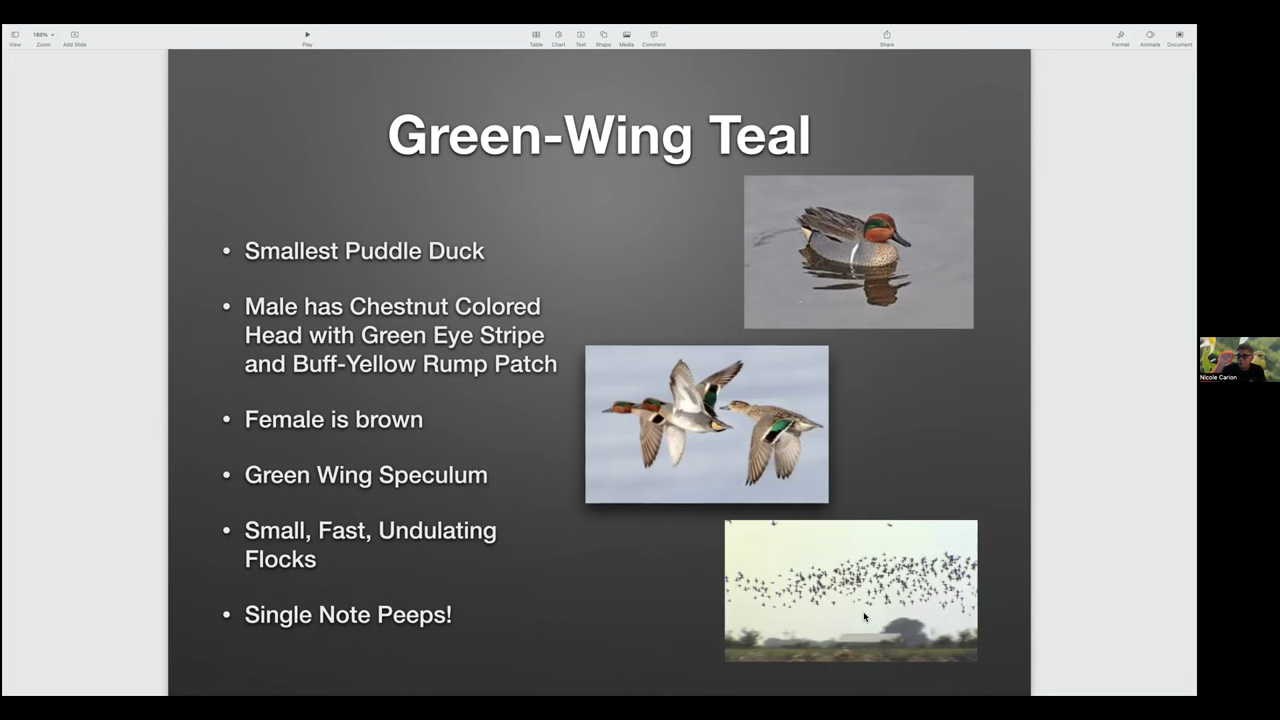 180%
View
Zoom
Add Slide
Play
Table
Chart
Text
Shape
Media
Comment
Share
Format
Animate
Document
Green-Wing Teal
• Smallest Puddle Duck
• Male has Chestnut Colored
Head with Green Eye Stripe
and Buff-Yellow Rump Patch
• Female is brown
• Green Wing Speculum
• Small, Fast, Undulating
Flocks
• Single Note Peeps!
Nicole Carion